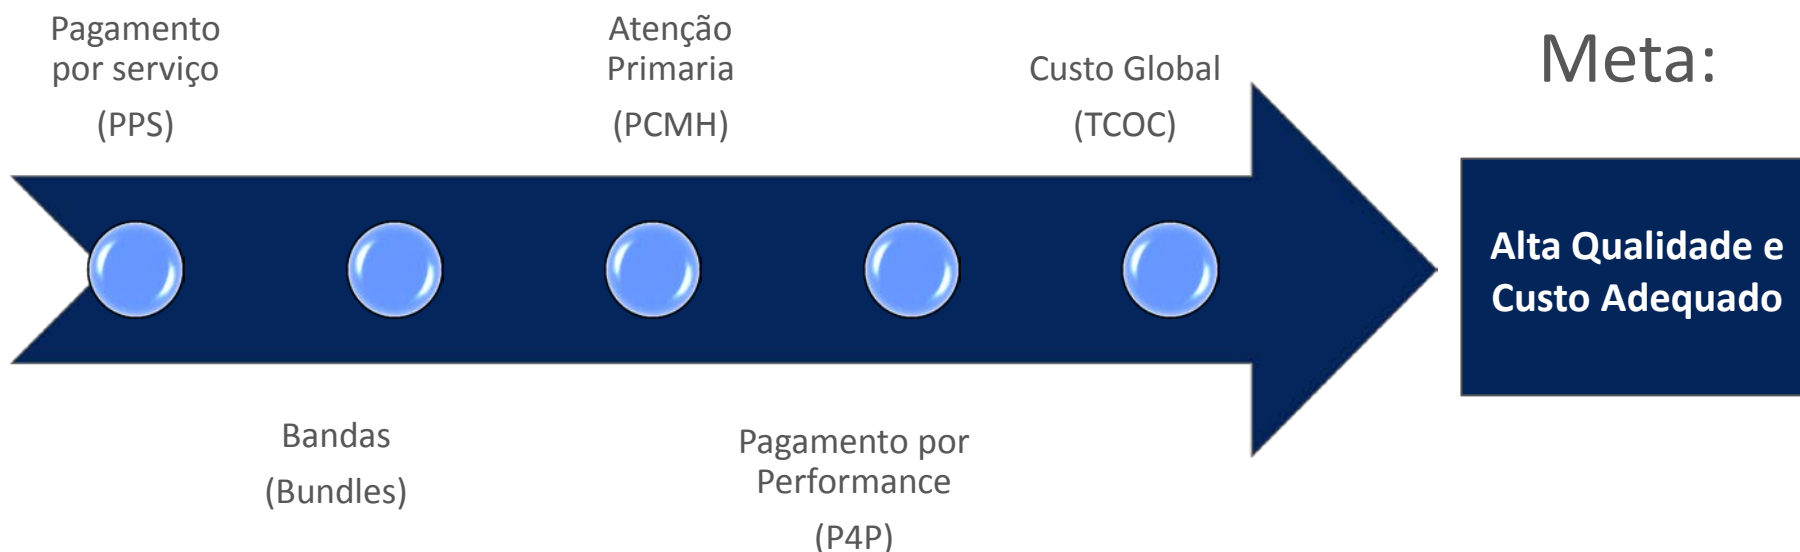 Pagamento
por serviço
(PPS)
Atenção
Primaria
(PCMH)
Custo Global
(TCOC)
Meta:
Alta Qualidade e
Custo Adequado
Bandas
(Bundles)
Pagamento por
Performance
(P4P)